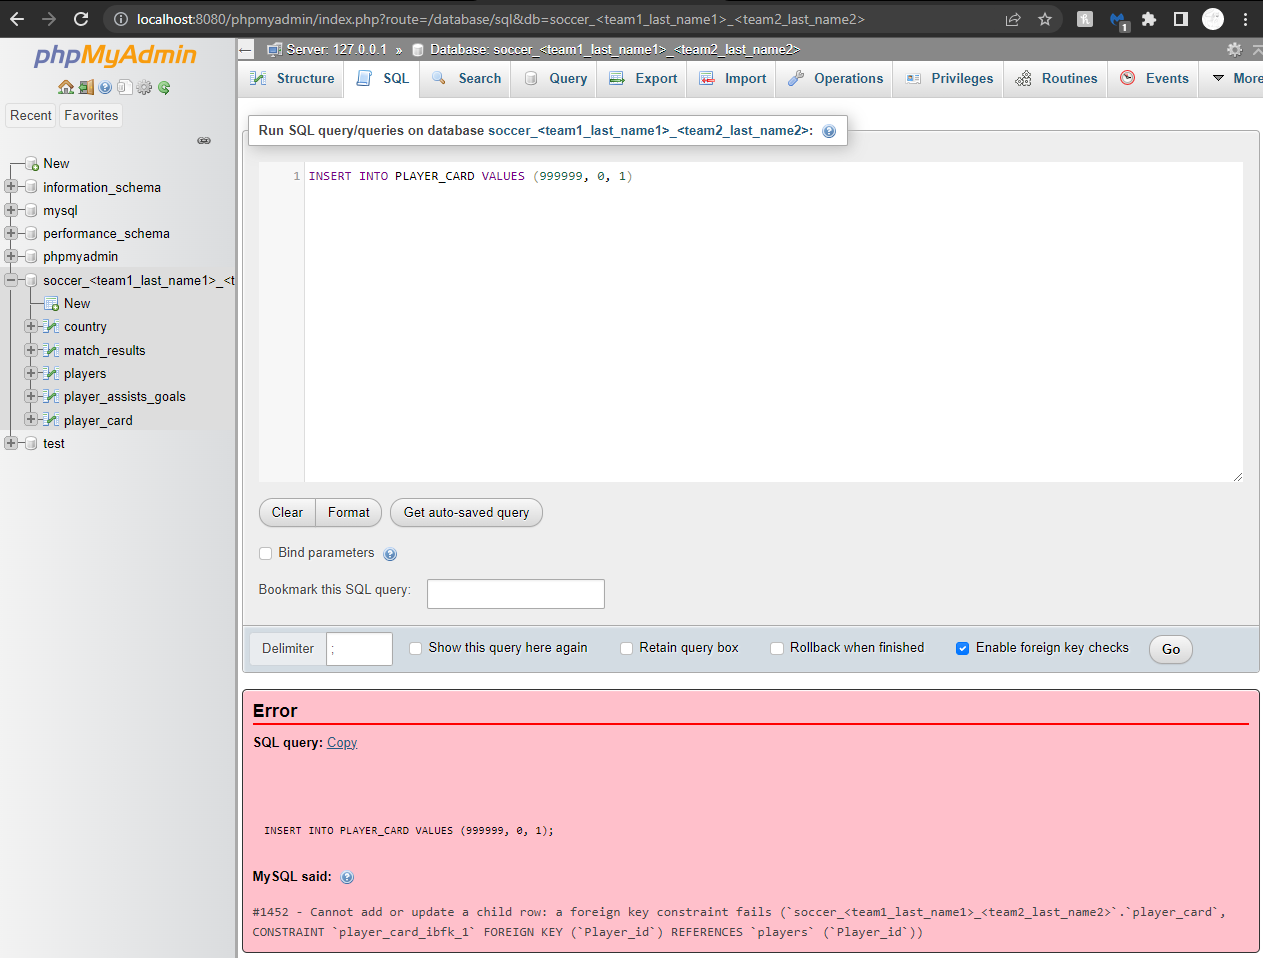 localhost:8080/phpmyadmin/index.php?route=/database/sql&db=soccer_<team1_last_name1>_<team2_last_name2>
1
phpMyAdmin
Recent
Favorites
New
information_schema
mysql
performance_schema
phpmyadmin
soccer_<team1_last_name1>_<t
New
country
match_results
players
player_assists_goals
player_card
test
Server: 127.0.0.1 » Database: soccer_<team1_last_name1>_<team2_last_name2>
Structure SQL Search Query Export Import Operations Privileges Routines Events More
Run SQL query/queries on database soccer_<team1_last_name1>_<team2_last_name2>:
1 INSERT INTO PLAYER_CARD VALUES (999999, 0, 1)
Clear Format Get auto-saved query
Bind parameters
Bookmark this SQL query:
Delimiter ; Show this query here again Retain query box Rollback when finished Enable foreign key checks Go
Error
SQL query: Copy
INSERT INTO PLAYER_CARD VALUES (999999, 0, 1);
MySQL said:
#1452 - Cannot add or update a child row: a foreign key constraint fails (`soccer_<team1_last_name1>_<team2_last_name2>`.`player_card`,
CONSTRAINT `player_card_ibfk_1` FOREIGN KEY (`Player_id`) REFERENCES `players` (`Player_id`))